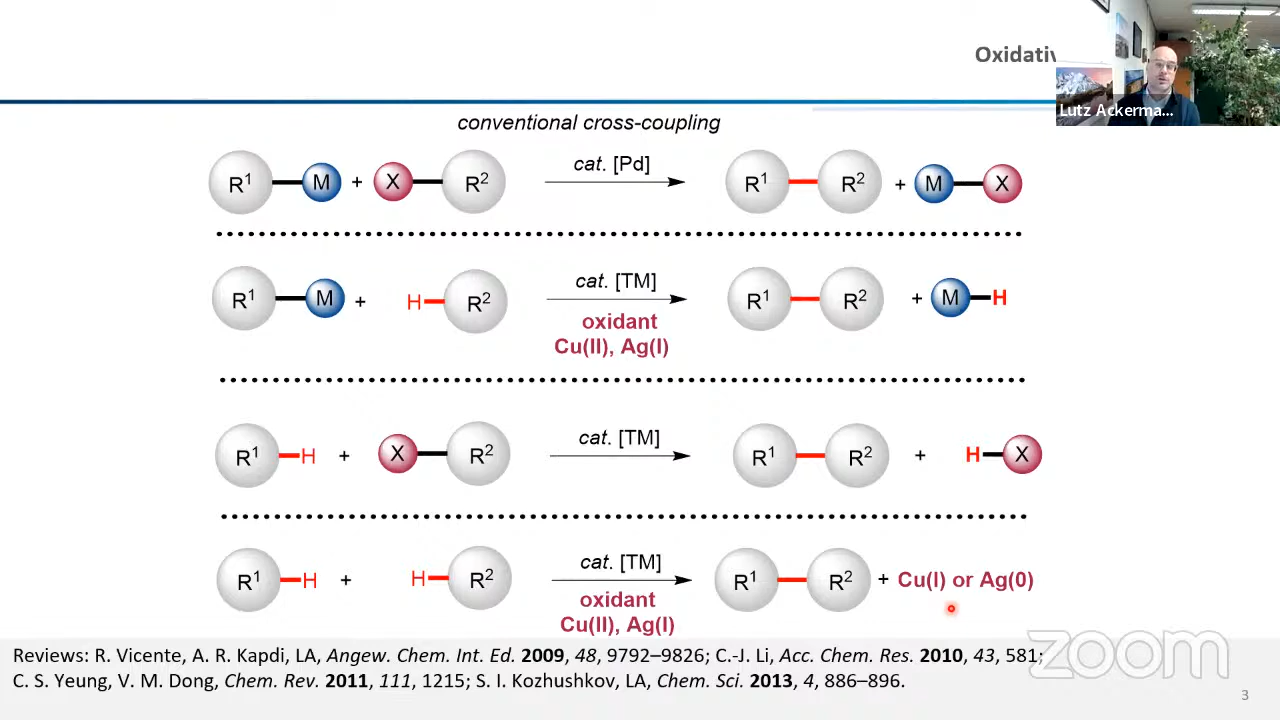 Oxidativ
Lutz Ackerma...
conventional cross-coupling
R1 M + X R2 cat. [Pd] R1 R2 + M X
R1 M + H R2 cat. [TM] R1 R2 + M H
oxidant
Cu(II), Ag(I)
R1 H + X R2 cat. [TM] R1 R2 + H X
R1 H + H R2 cat. [TM] R1 R2 + Cu(I) or Ag(0)
oxidant
Cu(II), Ag(I)
Reviews: R. Vicente, A. R. Kapdi, LA, Angew. Chem. Int. Ed. 2009, 48, 9792–9826; C.-J. Li, Acc. Chem. Res. 2010, 43, 581;
C. S. Yeung, V. M. Dong, Chem. Rev. 2011, 111, 1215; S. I. Kozhushkov, LA, Chem. Sci. 2013, 4, 886–896.
zoom
3